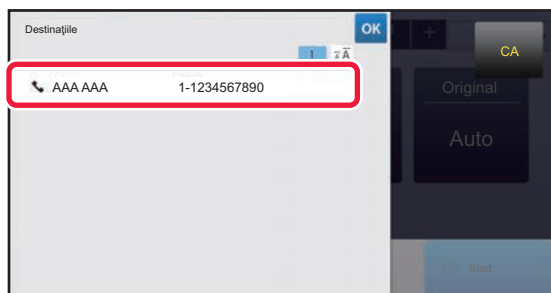 Destinaţiile
OK
CA
1
AAA AAA 1-1234567890
Original
Auto
Start